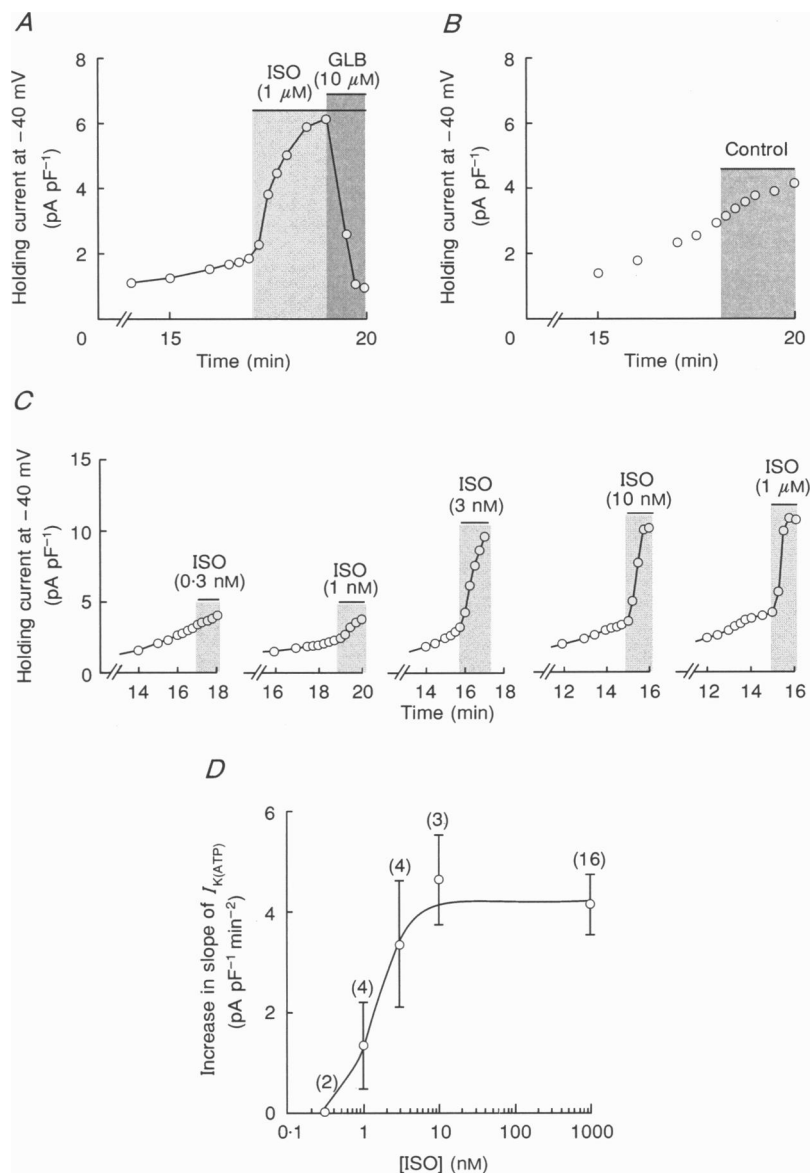 A
Holding current at −40 mV
(pA pF⁻¹)
8
6
4
2
0
ISO
(1 μM)
GLB
(10 μM)
15
20
Time (min)
B
Holding current at −40 mV
(pA pF⁻¹)
8
6
4
2
0
Control
15
20
Time (min)
C
Holding current at −40 mV
(pA pF⁻¹)
15
10
5
0
ISO
(0·3 nM)
ISO
(1 nM)
ISO
(3 nM)
ISO
(10 nM)
ISO
(1 μM)
14 16 18
16 18 20
14 16 18
12 14 16
12 14 16
Time (min)
D
Increase in slope of I_K(ATP)
(pA pF⁻¹ min⁻²)
6
4
2
0
(2)
(4)
(4)
(3)
(16)
0·1 1 10 100 1000
[ISO] (nM)